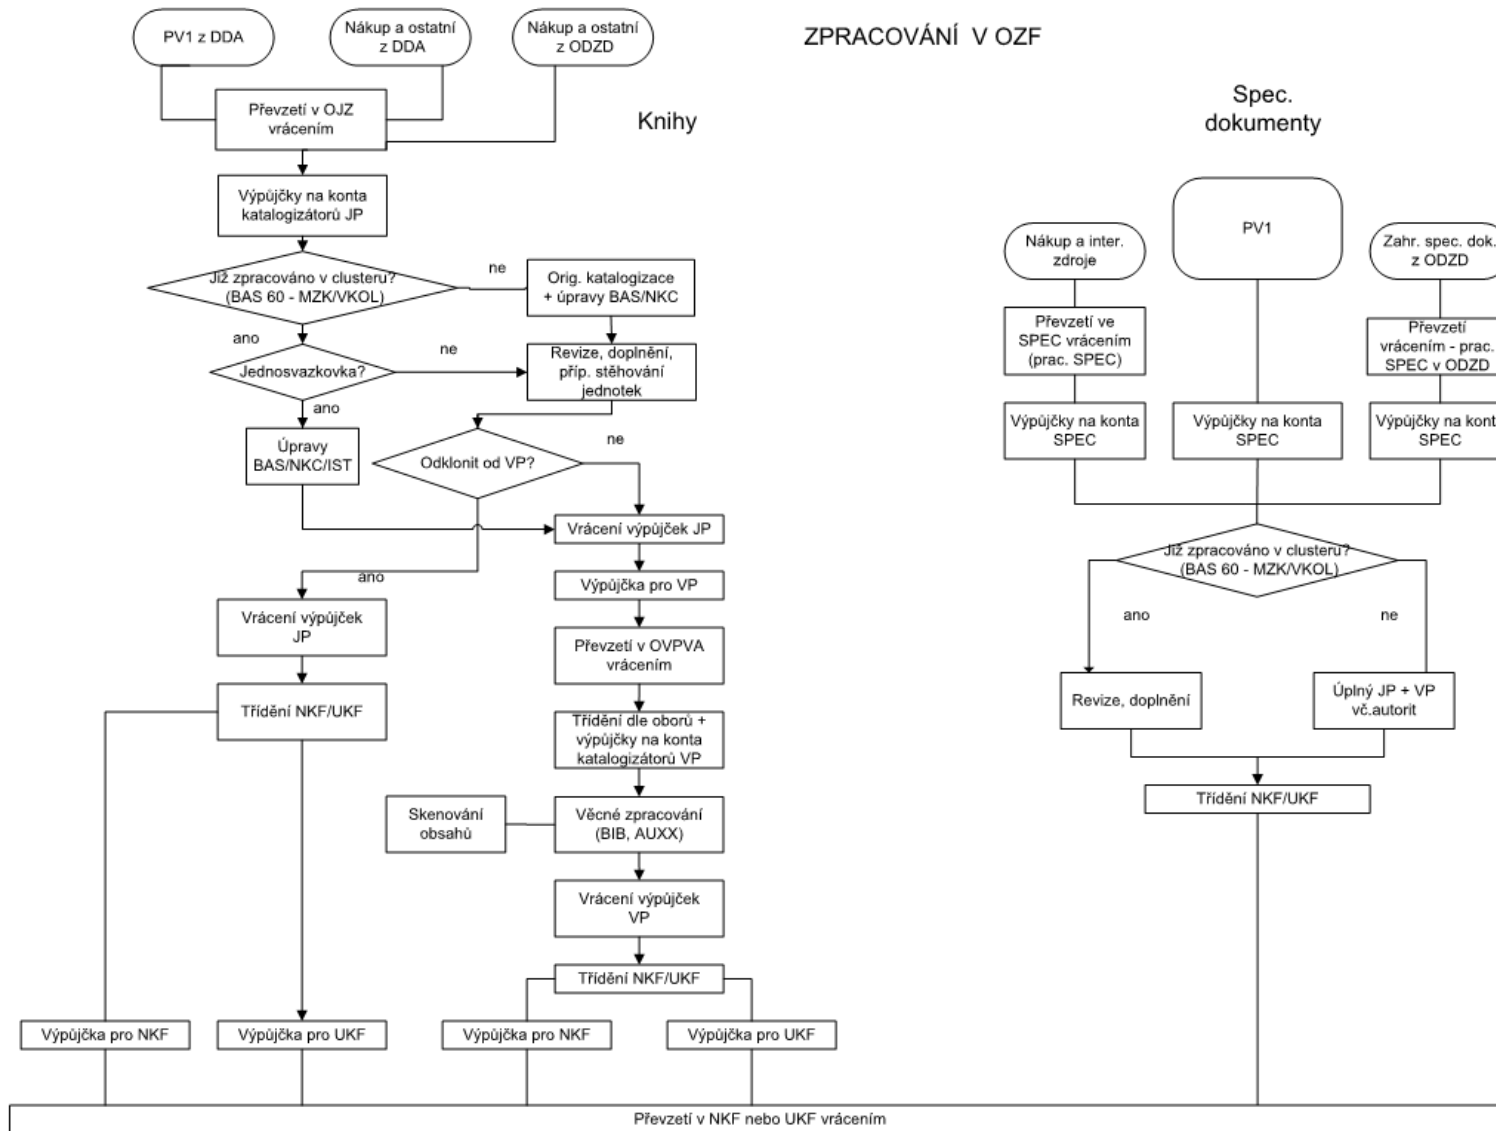 ZPRACOVÁNÍ V OZF
Knihy
PV1 z DDA
Nákup a ostatní
z DDA
Nákup a ostatní
z ODZD
Převzetí v OJZ
vrácením
Výpůjčky na konta
katalogizátorů JP
Již zpracováno v clusteru?
(BAS 60 - MZK/VKOL)
ne
Orig. katalogizace
+ úpravy BAS/NKC
ano
Jednosvazkovka?
ne
Revize, doplnění,
příp. stěhování
jednotek
ano
Úpravy
BAS/NKC/IST
Odklonit od VP?
ne
Vrácení výpůjček JP
ano
Výpůjčka pro VP
Vrácení výpůjček
JP
Převzetí v OVPVA
vrácením
Třídění NKF/UKF
Třídění dle oborů +
výpůjčky na konta
katalogizátorů VP
Skenování
obsahů
Věcné zpracování
(BIB, AUXX)
Vrácení výpůjček
VP
Třídění NKF/UKF
Výpůjčka pro NKF
Výpůjčka pro UKF
Výpůjčka pro NKF
Výpůjčka pro UKF
Spec.
dokumenty
Nákup a inter.
zdroje
PV1
Zahr. spec. dok.
z ODZD
Převzetí ve
SPEC vrácením
(prac. SPEC)
Převzetí
vrácením - prac.
SPEC v ODZD
Výpůjčky na konta
SPEC
Výpůjčky na konta
SPEC
Výpůjčky na kont
SPEC
Již zpracováno v clusteru?
(BAS 60 - MZK/VKOL)
ano
ne
Revize, doplnění
Úplný JP + VP
vč.autorit
Třídění NKF/UKF
Převzetí v NKF nebo UKF vrácením